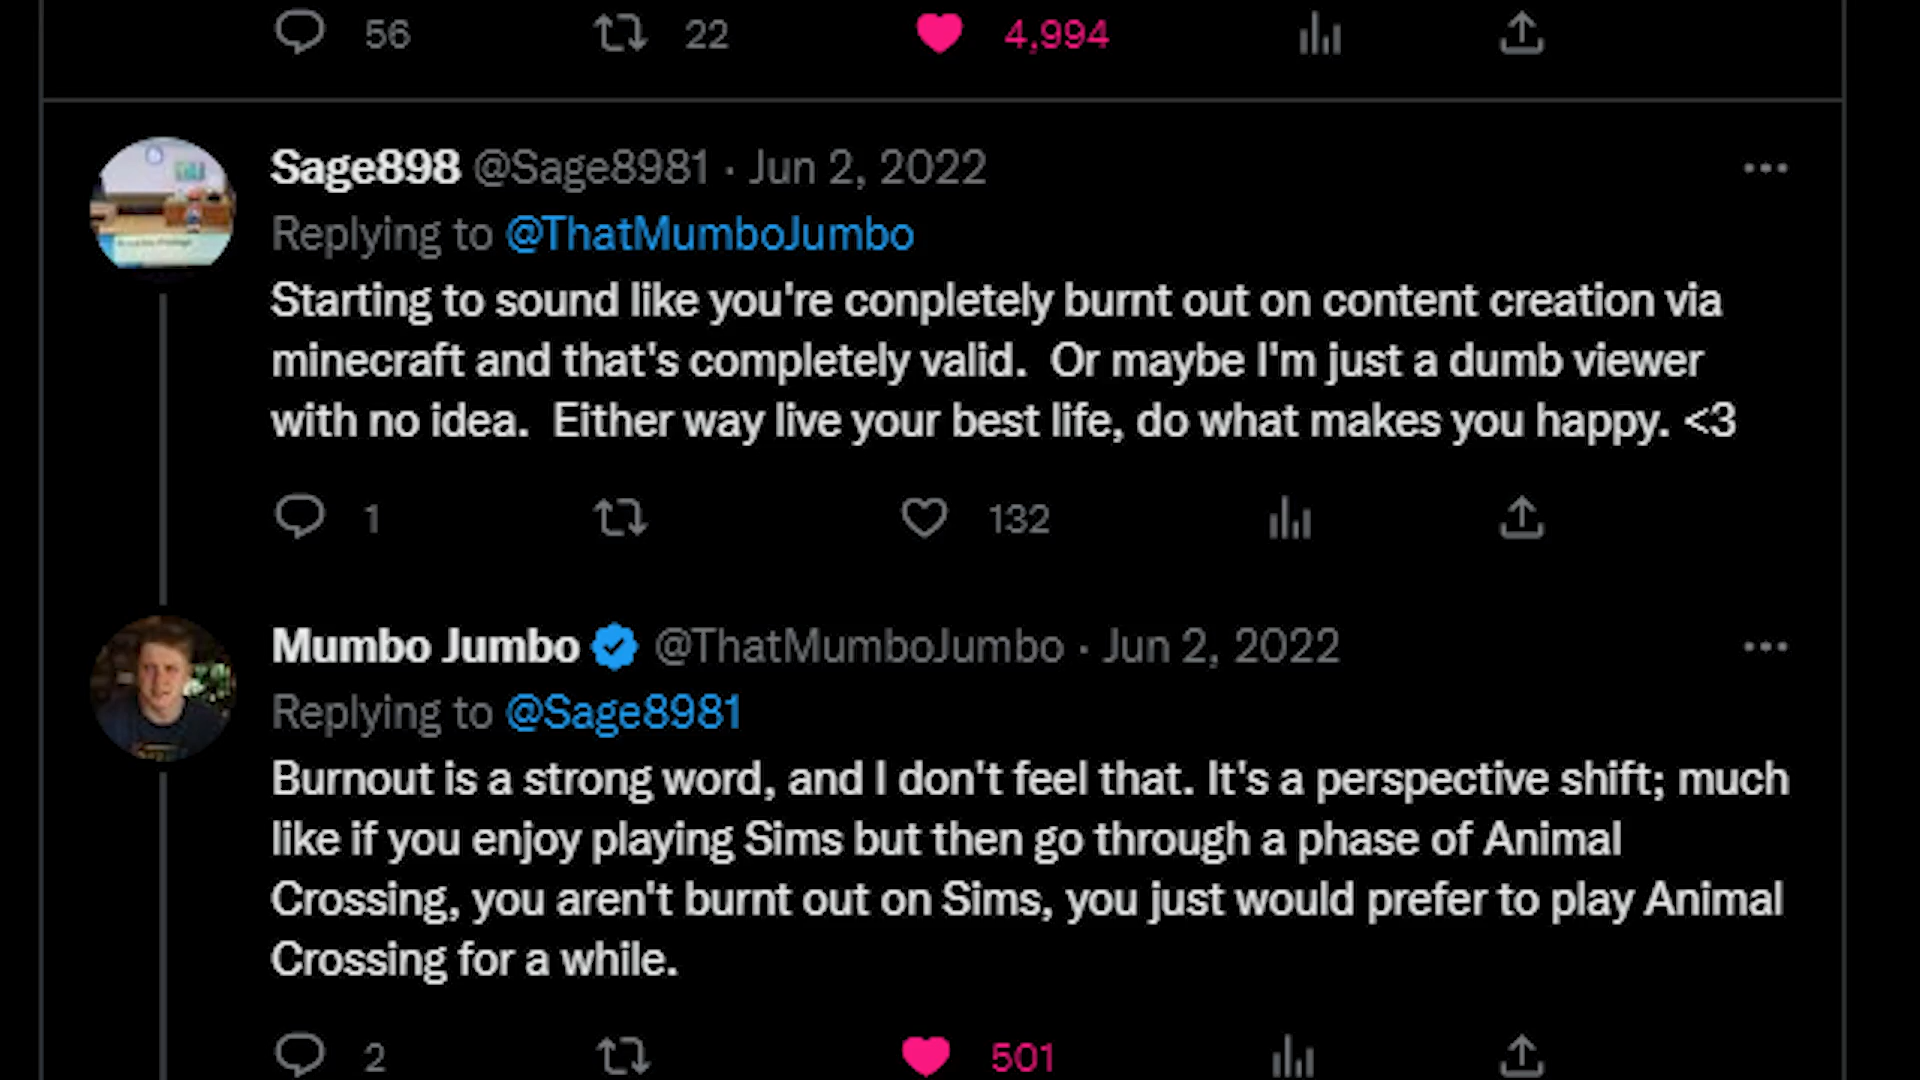 56 22 4,994
Sage898 @Sage8981 · Jun 2, 2022
Replying to @ThatMumboJumbo
Starting to sound like you're conpletely burnt out on content creation via
minecraft and that's completely valid.  Or maybe I'm just a dumb viewer
with no idea.  Either way live your best life, do what makes you happy. <3
1 132
Mumbo Jumbo @ThatMumboJumbo · Jun 2, 2022
Replying to @Sage8981
Burnout is a strong word, and I don't feel that. It's a perspective shift; much
like if you enjoy playing Sims but then go through a phase of Animal
Crossing, you aren't burnt out on Sims, you just would prefer to play Animal
Crossing for a while.
2 501